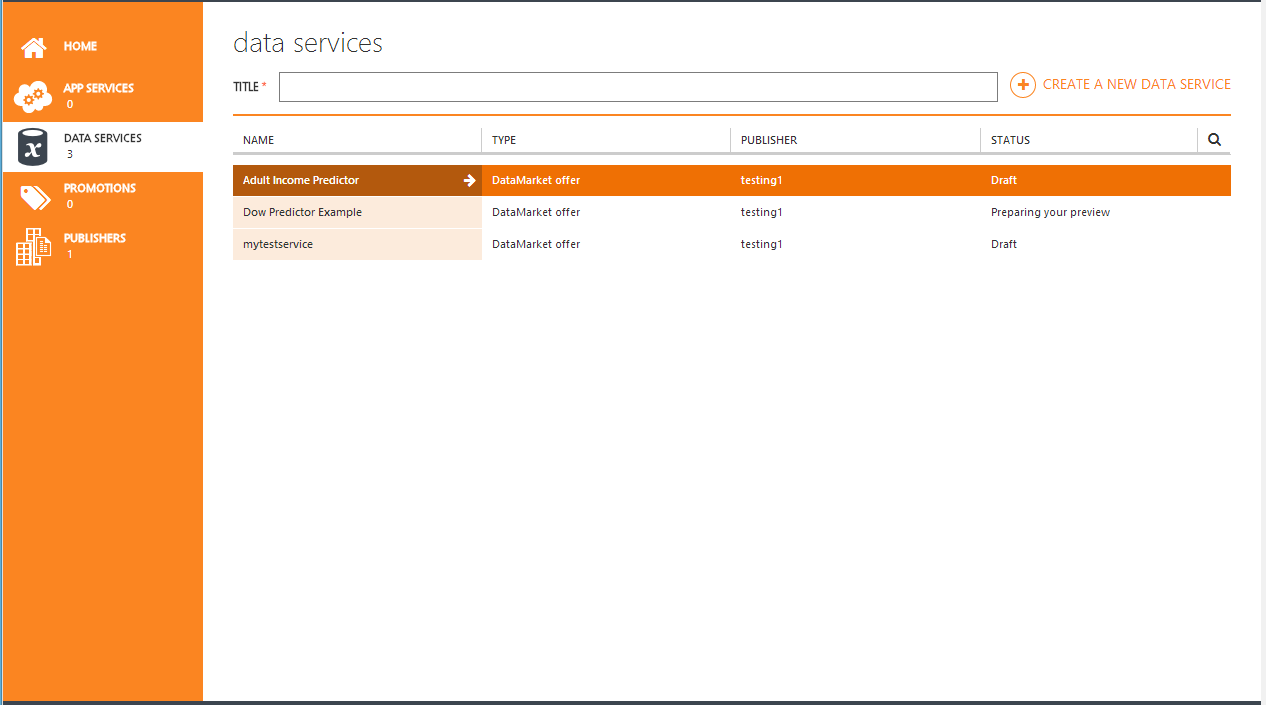 HOME
APP SERVICES
0
DATA SERVICES
3
PROMOTIONS
0
PUBLISHERS
1
data services
TITLE * CREATE A NEW DATA SERVICE
NAME TYPE PUBLISHER STATUS
Adult Income Predictor DataMarket offer testing1 Draft
Dow Predictor Example DataMarket offer testing1 Preparing your preview
mytestservice DataMarket offer testing1 Draft